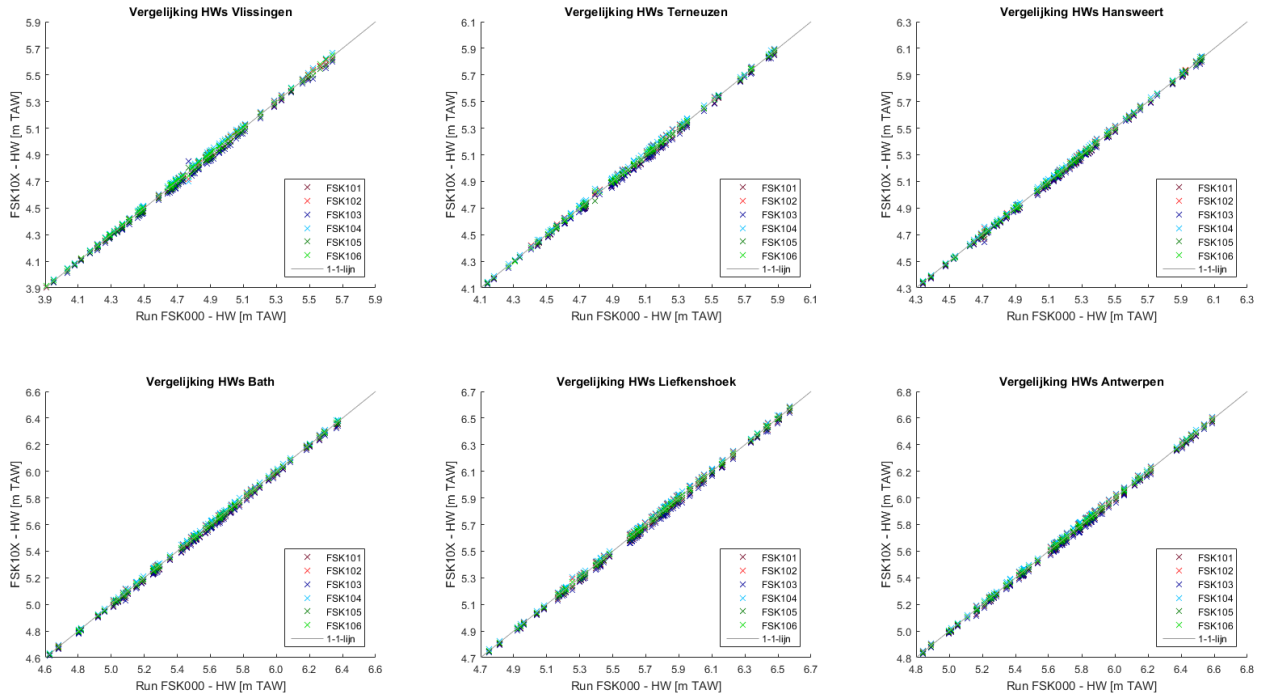 Vergelijking HWs Vlissingen
5.9
5.7
5.5
5.3
5.1
4.9
4.7
4.5
4.3
4.1
3.9
FSK10X - HW [m TAW]
FSK101
FSK102
FSK103
FSK104
FSK105
FSK106
1-1-lijn
3.9 4.1 4.3 4.5 4.7 4.9 5.1 5.3 5.5 5.7 5.9
Run FSK000 - HW [m TAW]
Vergelijking HWs Terneuzen
6.1
5.9
5.7
5.5
5.3
5.1
4.9
4.7
4.5
4.3
4.1
FSK10X - HW [m TAW]
FSK101
FSK102
FSK103
FSK104
FSK105
FSK106
1-1-lijn
4.1 4.3 4.5 4.7 4.9 5.1 5.3 5.5 5.7 5.9 6.1
Run FSK000 - HW [m TAW]
Vergelijking HWs Hansweert
6.3
6.1
5.9
5.7
5.5
5.3
5.1
4.9
4.7
4.5
4.3
FSK10X - HW [m TAW]
FSK101
FSK102
FSK103
FSK104
FSK105
FSK106
1-1-lijn
4.3 4.5 4.7 4.9 5.1 5.3 5.5 5.7 5.9 6.1 6.3
Run FSK000 - HW [m TAW]
Vergelijking HWs Bath
6.6
6.4
6.2
6.0
5.8
5.6
5.4
5.2
5.0
4.8
4.6
FSK10X - HW [m TAW]
FSK101
FSK102
FSK103
FSK104
FSK105
FSK106
1-1-lijn
4.6 4.8 5.0 5.2 5.4 5.6 5.8 6.0 6.2 6.4 6.6
Run FSK000 - HW [m TAW]
Vergelijking HWs Liefkenshoek
6.7
6.5
6.3
6.1
5.9
5.7
5.5
5.3
5.1
4.9
4.7
FSK10X - HW [m TAW]
FSK101
FSK102
FSK103
FSK104
FSK105
FSK106
1-1-lijn
4.7 4.9 5.1 5.3 5.5 5.7 5.9 6.1 6.3 6.5 6.7
Run FSK000 - HW [m TAW]
Vergelijking HWs Antwerpen
6.8
6.6
6.4
6.2
6.0
5.8
5.6
5.4
5.2
5.0
4.8
FSK10X - HW [m TAW]
FSK101
FSK102
FSK103
FSK104
FSK105
FSK106
1-1-lijn
4.8 5.0 5.2 5.4 5.6 5.8 6.0 6.2 6.4 6.6 6.8
Run FSK000 - HW [m TAW]